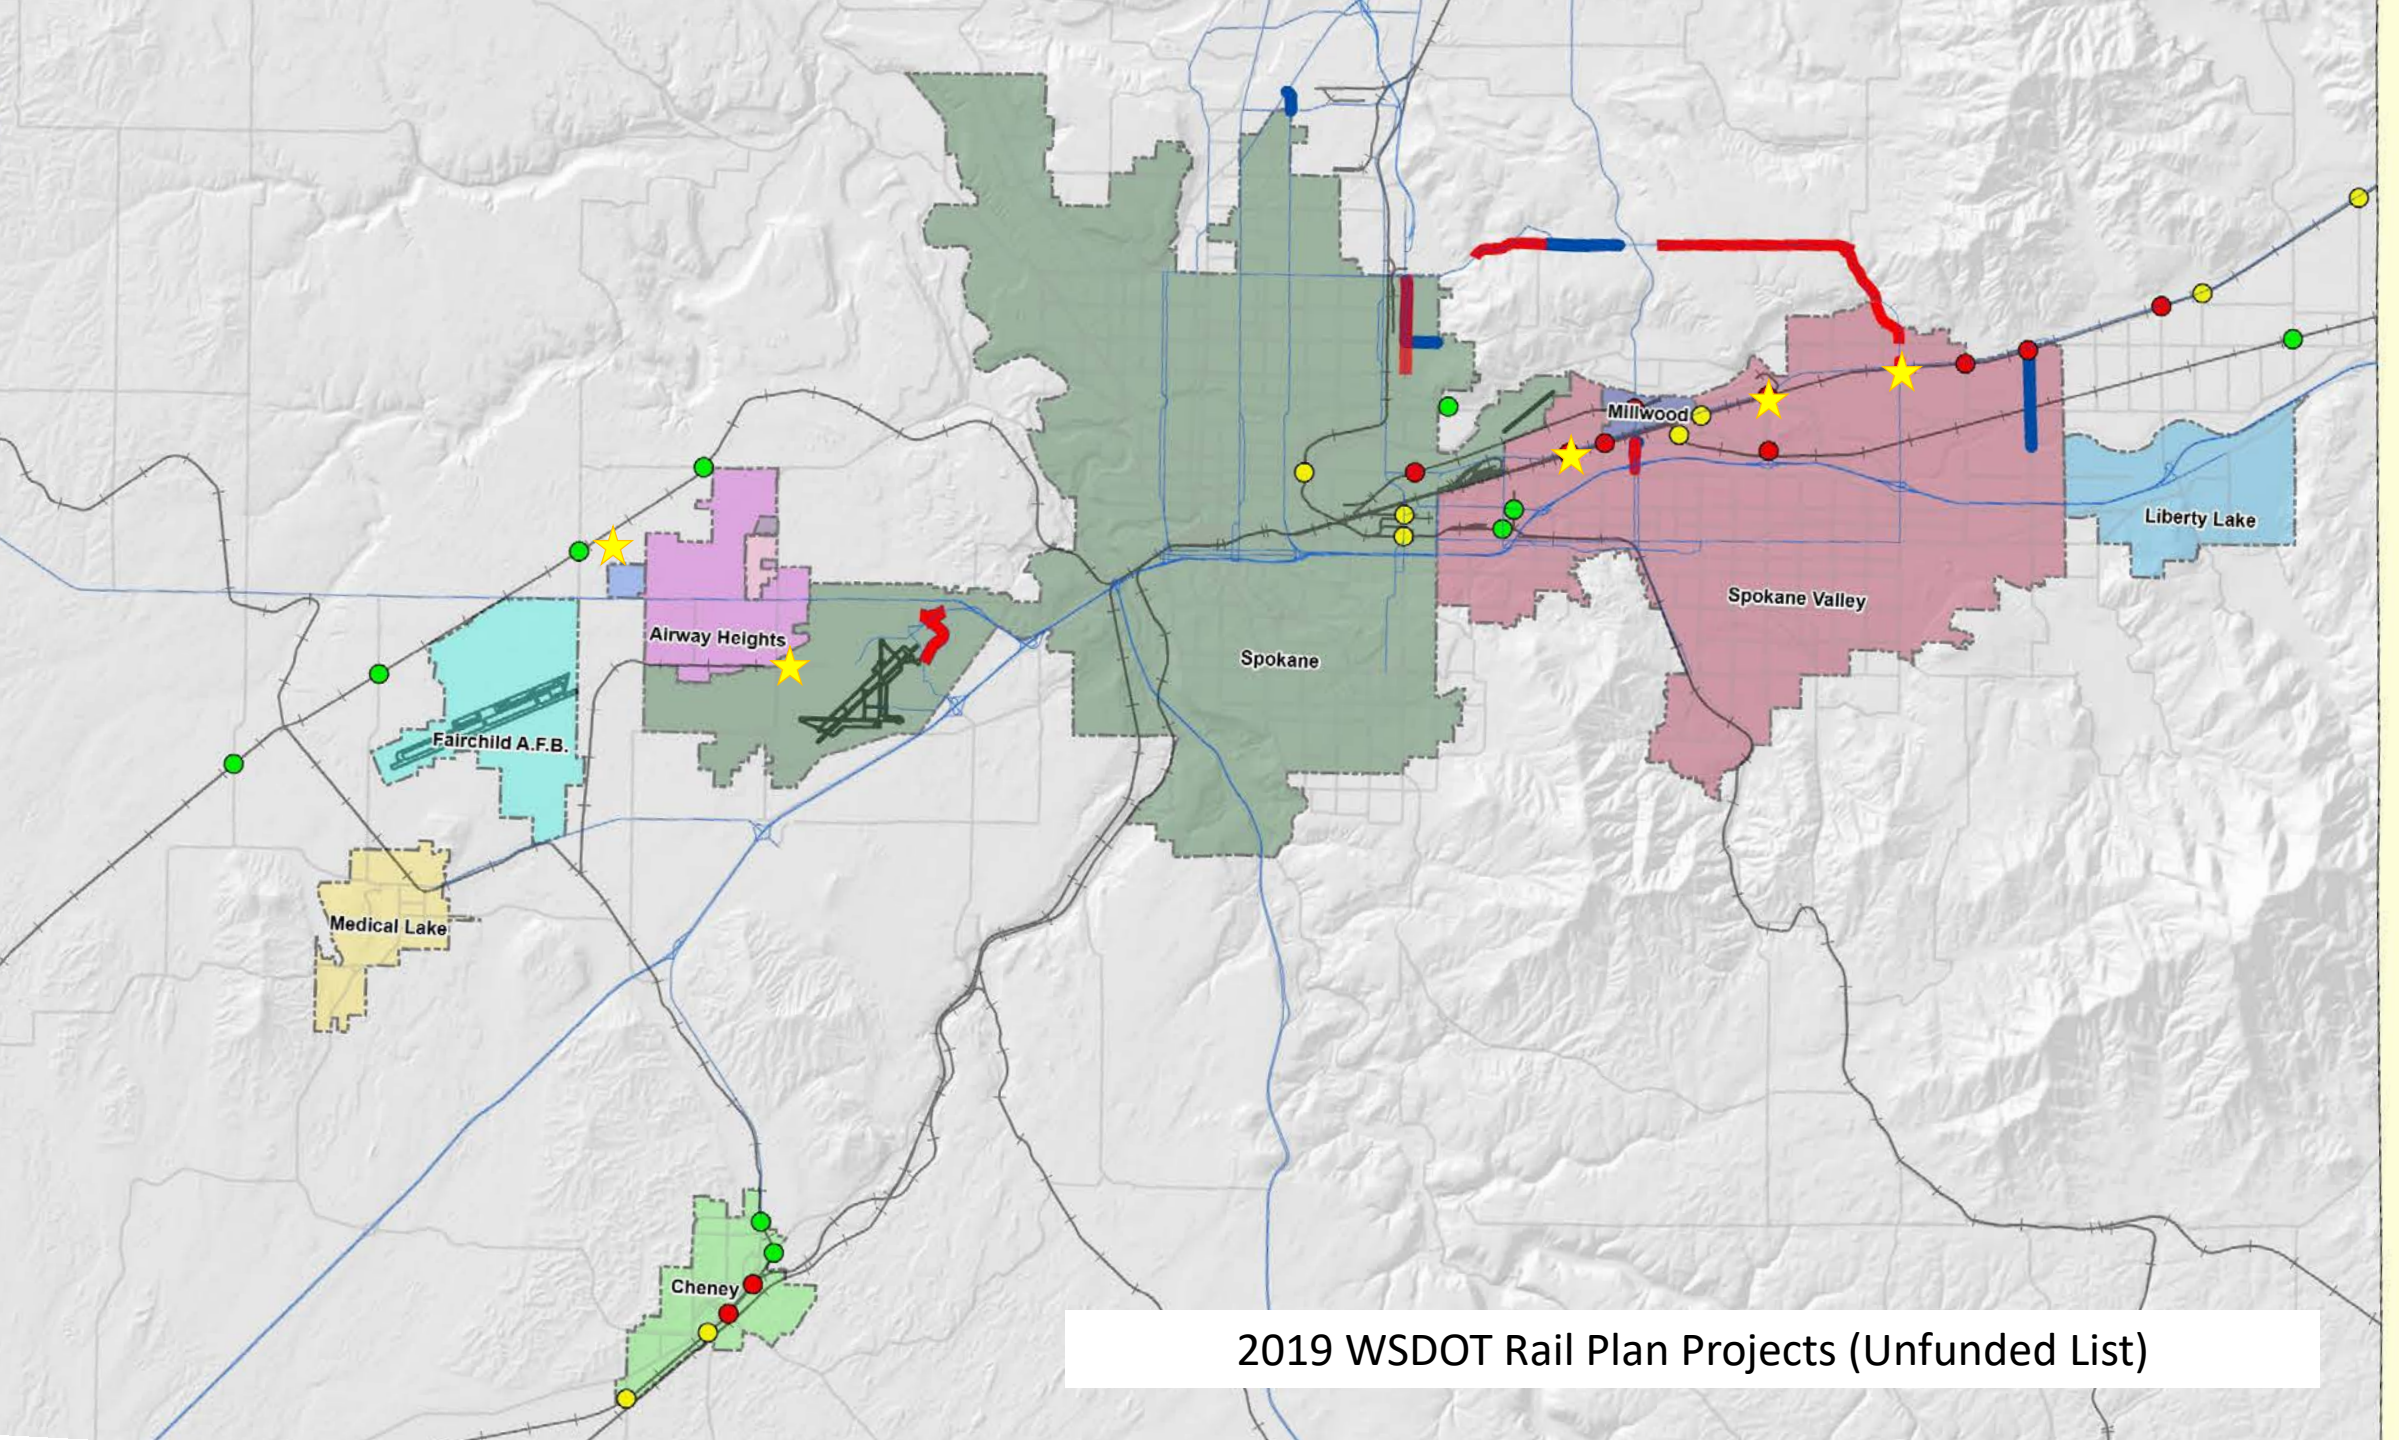 Millwood
Liberty Lake
Spokane Valley
Airway Heights
Spokane
Fairchild A.F.B.
Medical Lake
Cheney
2019 WSDOT Rail Plan Projects (Unfunded List)